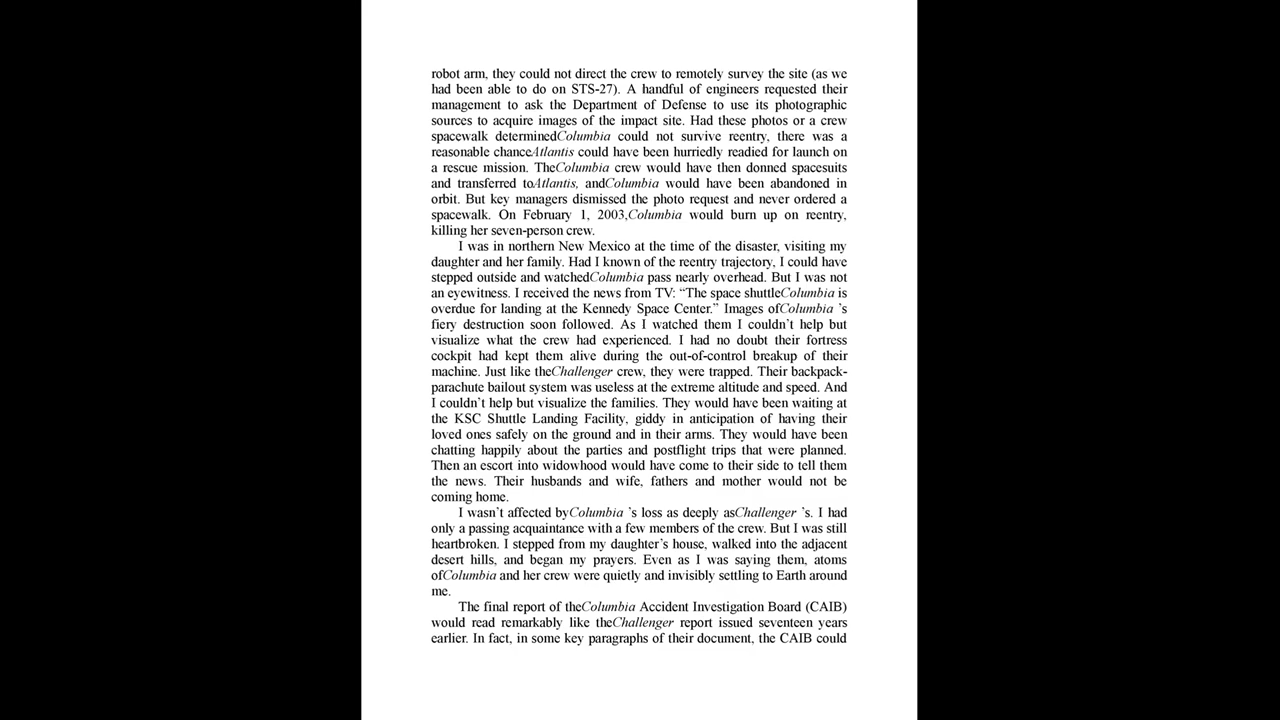 robot arm, they could not direct the crew to remotely survey the site (as we
had been able to do on STS-27). A handful of engineers requested their
management to ask the Department of Defense to use its photographic
sources to acquire images of the impact site. Had these photos or a crew
spacewalk determinedColumbia could not survive reentry, there was a
reasonable chanceAtlantis could have been hurriedly readied for launch on
a rescue mission. TheColumbia crew would have then donned spacesuits
and transferred toAtlantis, andColumbia would have been abandoned in
orbit. But key managers dismissed the photo request and never ordered a
spacewalk. On February 1, 2003,Columbia would burn up on reentry,
killing her seven-person crew.
I was in northern New Mexico at the time of the disaster, visiting my
daughter and her family. Had I known of the reentry trajectory, I could have
stepped outside and watchedColumbia pass nearly overhead. But I was not
an eyewitness. I received the news from TV: “The space shuttleColumbia is
overdue for landing at the Kennedy Space Center.” Images ofColumbia ’s
fiery destruction soon followed. As I watched them I couldn’t help but
visualize what the crew had experienced. I had no doubt their fortress
cockpit had kept them alive during the out-of-control breakup of their
machine. Just like theChallenger crew, they were trapped. Their backpack-
parachute bailout system was useless at the extreme altitude and speed. And
I couldn’t help but visualize the families. They would have been waiting at
the KSC Shuttle Landing Facility, giddy in anticipation of having their
loved ones safely on the ground and in their arms. They would have been
chatting happily about the parties and postflight trips that were planned.
Then an escort into widowhood would have come to their side to tell them
the news. Their husbands and wife, fathers and mother would not be
coming home.
I wasn’t affected byColumbia ’s loss as deeply asChallenger ’s. I had
only a passing acquaintance with a few members of the crew. But I was still
heartbroken. I stepped from my daughter’s house, walked into the adjacent
desert hills, and began my prayers. Even as I was saying them, atoms
ofColumbia and her crew were quietly and invisibly settling to Earth around
me.
The final report of theColumbia Accident Investigation Board (CAIB)
would read remarkably like theChallenger report issued seventeen years
earlier. In fact, in some key paragraphs of their document, the CAIB could